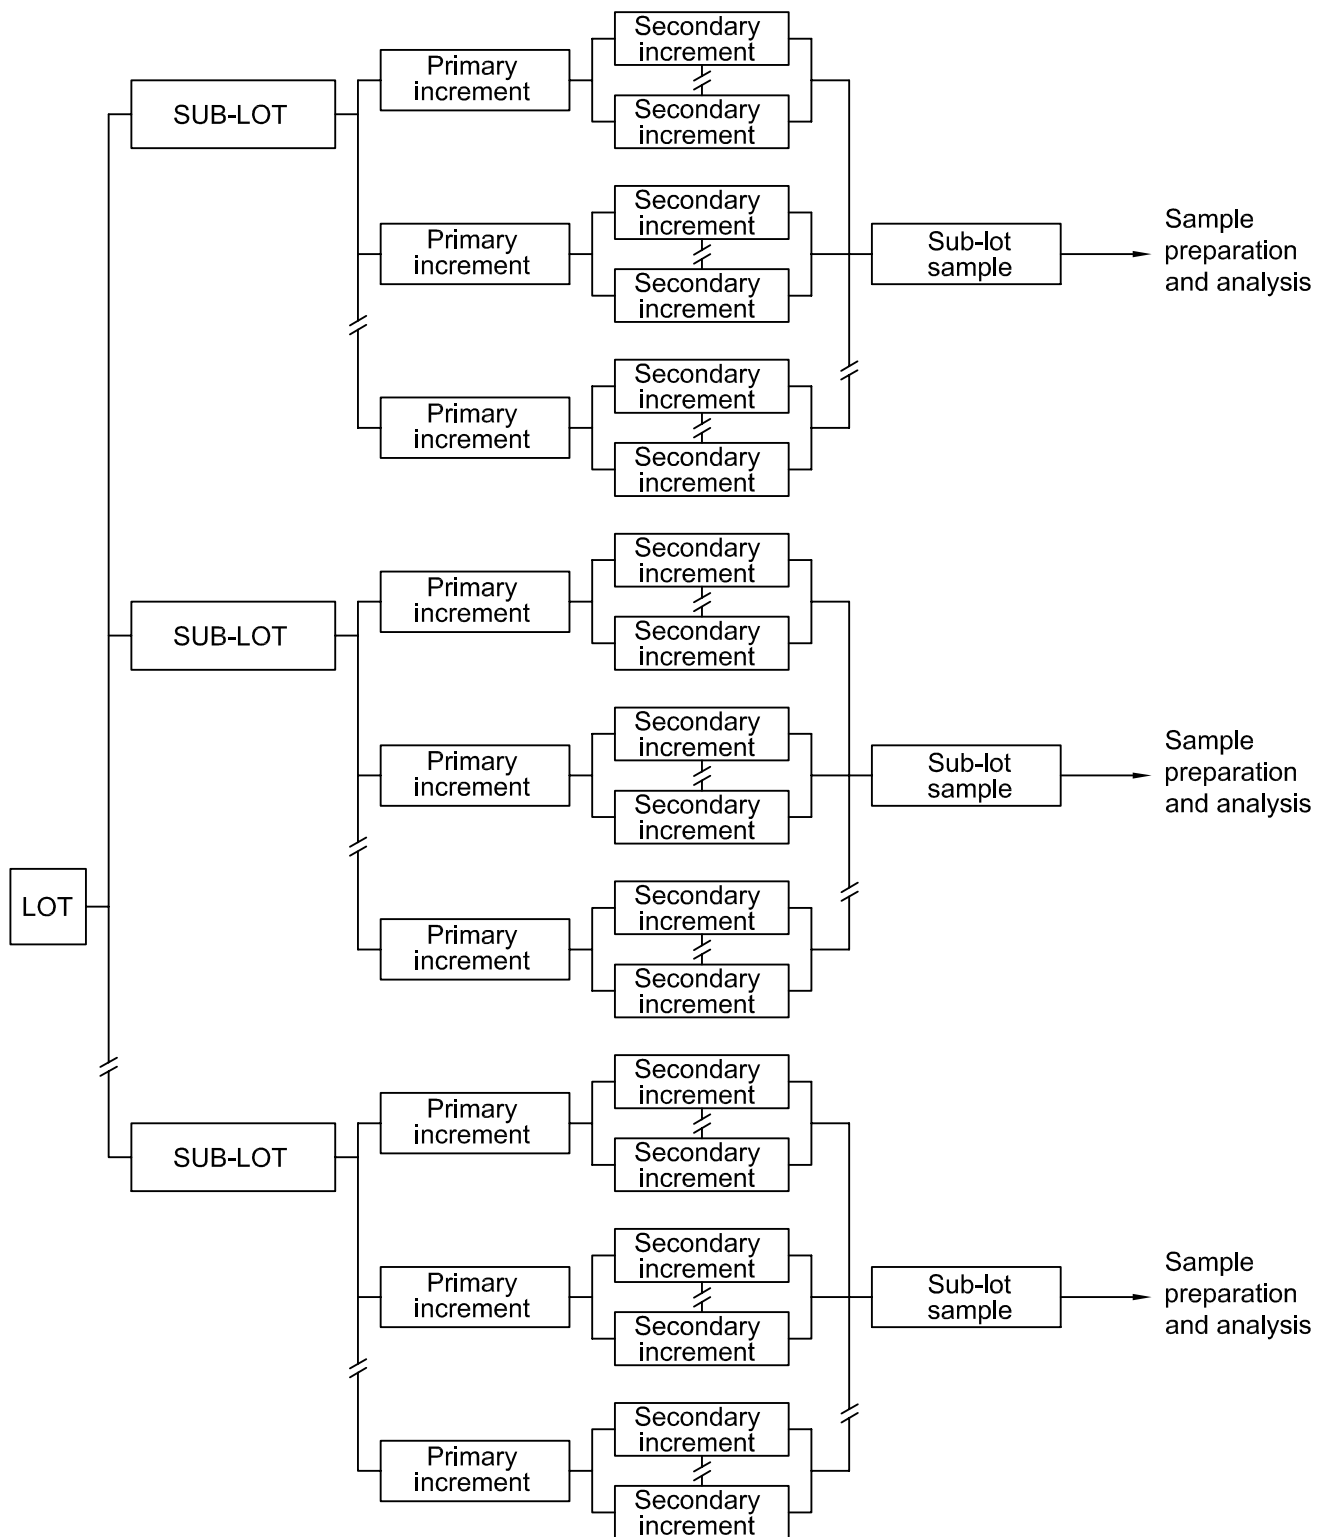 Secondary
increment
Primary
increment
SUB-LOT
Secondary
increment
Secondary
increment
Primary
increment
Secondary
increment
Sub-lot
sample
Sample
preparation
and analysis
Secondary
increment
Primary
increment
Secondary
increment
Secondary
increment
Primary
increment
SUB-LOT
Secondary
increment
Secondary
increment
Primary
increment
Secondary
increment
Sub-lot
sample
Sample
preparation
and analysis
LOT
Secondary
increment
Primary
increment
Secondary
increment
Secondary
increment
Primary
increment
SUB-LOT
Secondary
increment
Secondary
increment
Primary
increment
Secondary
increment
Sub-lot
sample
Sample
preparation
and analysis
Secondary
increment
Primary
increment
Secondary
increment